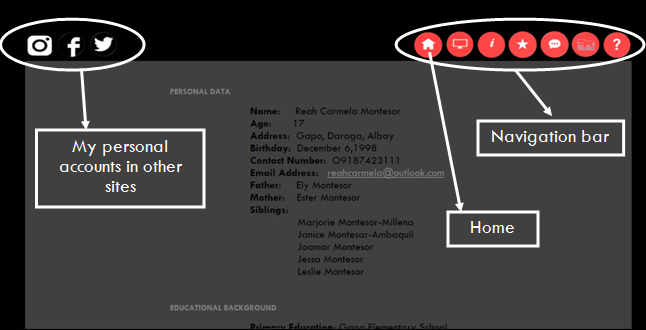 PERSONAL DATA
Name: Reah Carmela Montesor
Age: 17
Address: Gapo, Daraga, Albay
Birthday: December 6,1998
Contact Number: O9187423111
Email Address: reahcarmela@outlook.com
Father: Ely Montesor
Mother: Ester Montesor
Siblings:
Marjorie Montesor-Millena
Janice Montesar-Ambaquil
Joamar Montesor
Jessa Montesor
Leslie Montesor
EDUCATIONAL BACKGROUND
Primary Education: Gapo Elementary School
My personal
accounts in other
sites
Navigation bar
Home